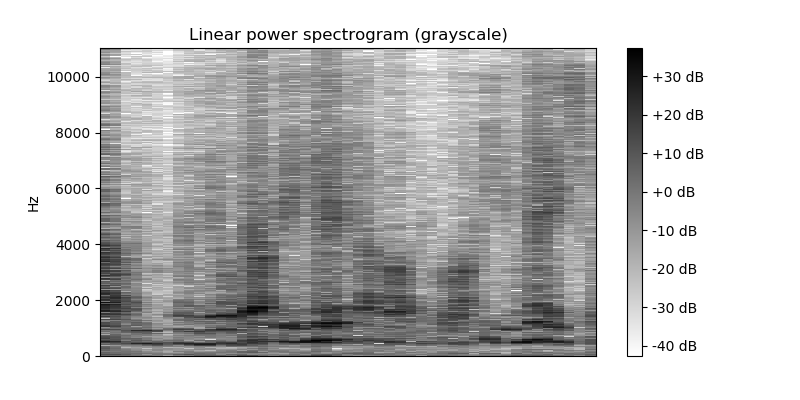 Linear power spectrogram (grayscale)
Hz
10000
8000
6000
4000
2000
0
+30 dB
+20 dB
+10 dB
+0 dB
-10 dB
-20 dB
-30 dB
-40 dB